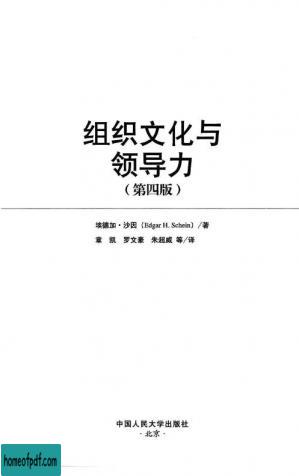 组织文化与
领导力
（第四版）
埃德加·沙因（Edgar H. Schein）/著
章 凯 罗文豪 朱超威 等/译
中国人民大学出版社
·北京·
homeofpdf.com